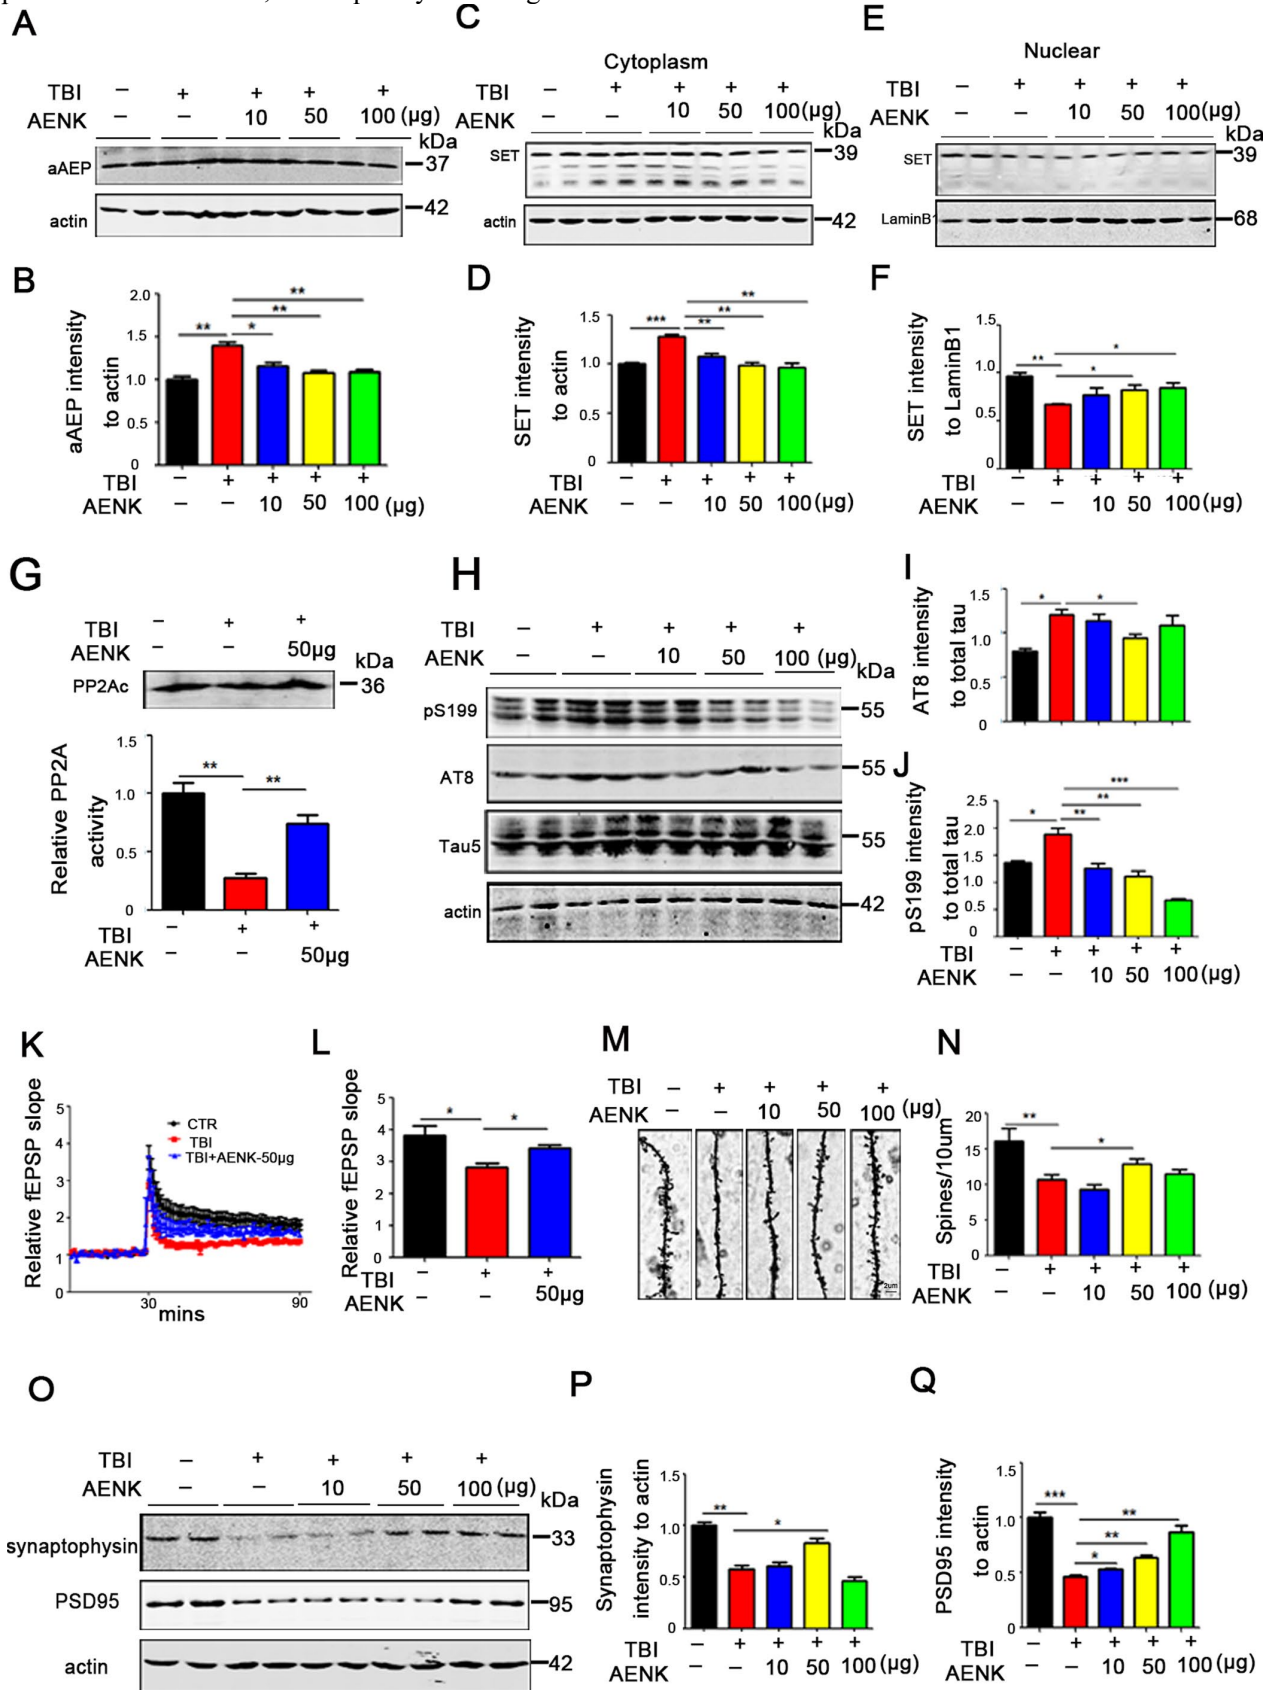 A
TBI – + + + +
AENK – – 10 50 100 (µg)
kDa
aAEP 37
actin 42
C
Cytoplasm
TBI – + + + +
AENK – – 10 50 100 (µg)
kDa
SET 39
actin 42
E
Nuclear
TBI – + + + +
AENK – – 10 50 100 (µg)
kDa
SET 39
LaminB1 68
B
aAEP intensity
to actin
2.0
1.5
1.0
0.5
0
** * ** **
TBI – + + + +
AENK – – 10 50 100 (µg)
D
SET intensity
to actin
1.5
1.0
0.5
0
*** ** ** **
TBI – + + + +
AENK – – 10 50 100 (µg)
F
SET intensity
to LaminB1
1.5
1.0
0.5
0
** * *
TBI – + + + +
AENK – – 10 50 100 (µg)
G
TBI – + +
AENK – – 50µg
kDa
PP2Ac 36
Relative PP2A
activity
1.5
1.0
0.5
0
** **
TBI – + +
AENK – – 50µg
H
TBI – + + + +
AENK – – 10 50 100 (µg)
kDa
pS199 55
AT8 55
Tau5 55
actin 42
I
AT8 intensity
to total tau
1.5
1.0
0.5
0
* *
J
pS199 intensity
to total tau
2.5
2.0
1.5
1.0
0.5
0
* ** ** ***
TBI – + + + +
AENK – – 10 50 100 (µg)
K
Relative fEPSP slope
5
4
3
2
1
0
CTR
TBI
TBI+AENK-50µg
30 90
mins
L
Relative fEPSP slope
5
4
3
2
1
0
* *
TBI – + +
AENK – – 50µg
M
TBI – + + + +
AENK – – 10 50 100 (µg)
2um
N
Spines/10um
20
15
10
5
0
** *
TBI – + + + +
AENK – – 10 50 100 (µg)
O
TBI – + + + +
AENK – – 10 50 100 (µg)
kDa
synaptophysin 33
PSD95 95
actin 42
P
Synaptophysin
intensity to actin
1.5
1.0
0.5
0
** *
TBI – + + + +
AENK – – 10 50 100 (µg)
Q
PSD95 intensity
to actin
1.5
1.0
0.5
0
*** * ** **
TBI – + + + +
AENK – – 10 50 100 (µg)